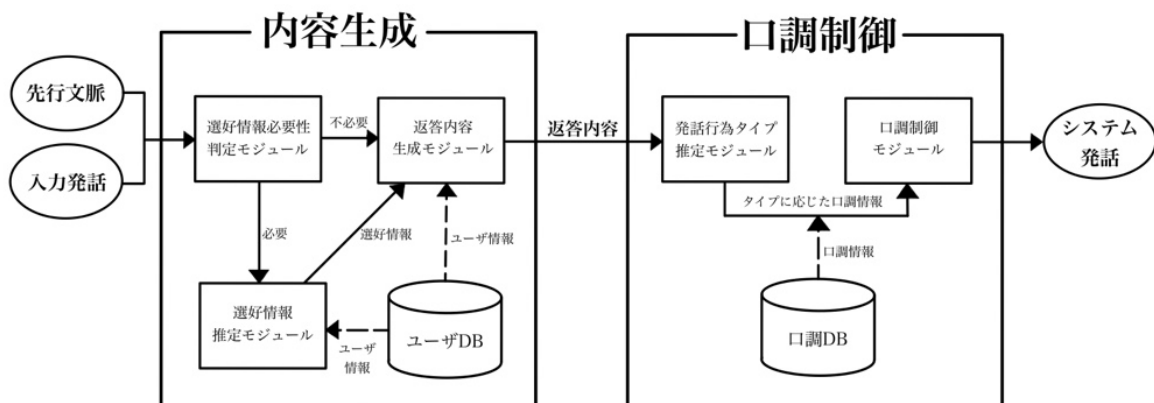 内容生成
口調制御
先行文脈
入力発話
選好情報必要性
判定モジュール
不必要
返答内容
生成モジュール
返答内容
発話行為タイプ
推定モジュール
口調制御
モジュール
システム
発話
タイプに応じた口調情報
必要
選好情報
ユーザ情報
口調情報
選好情報
推定モジュール
ユーザ
情報
ユーザDB
口調DB